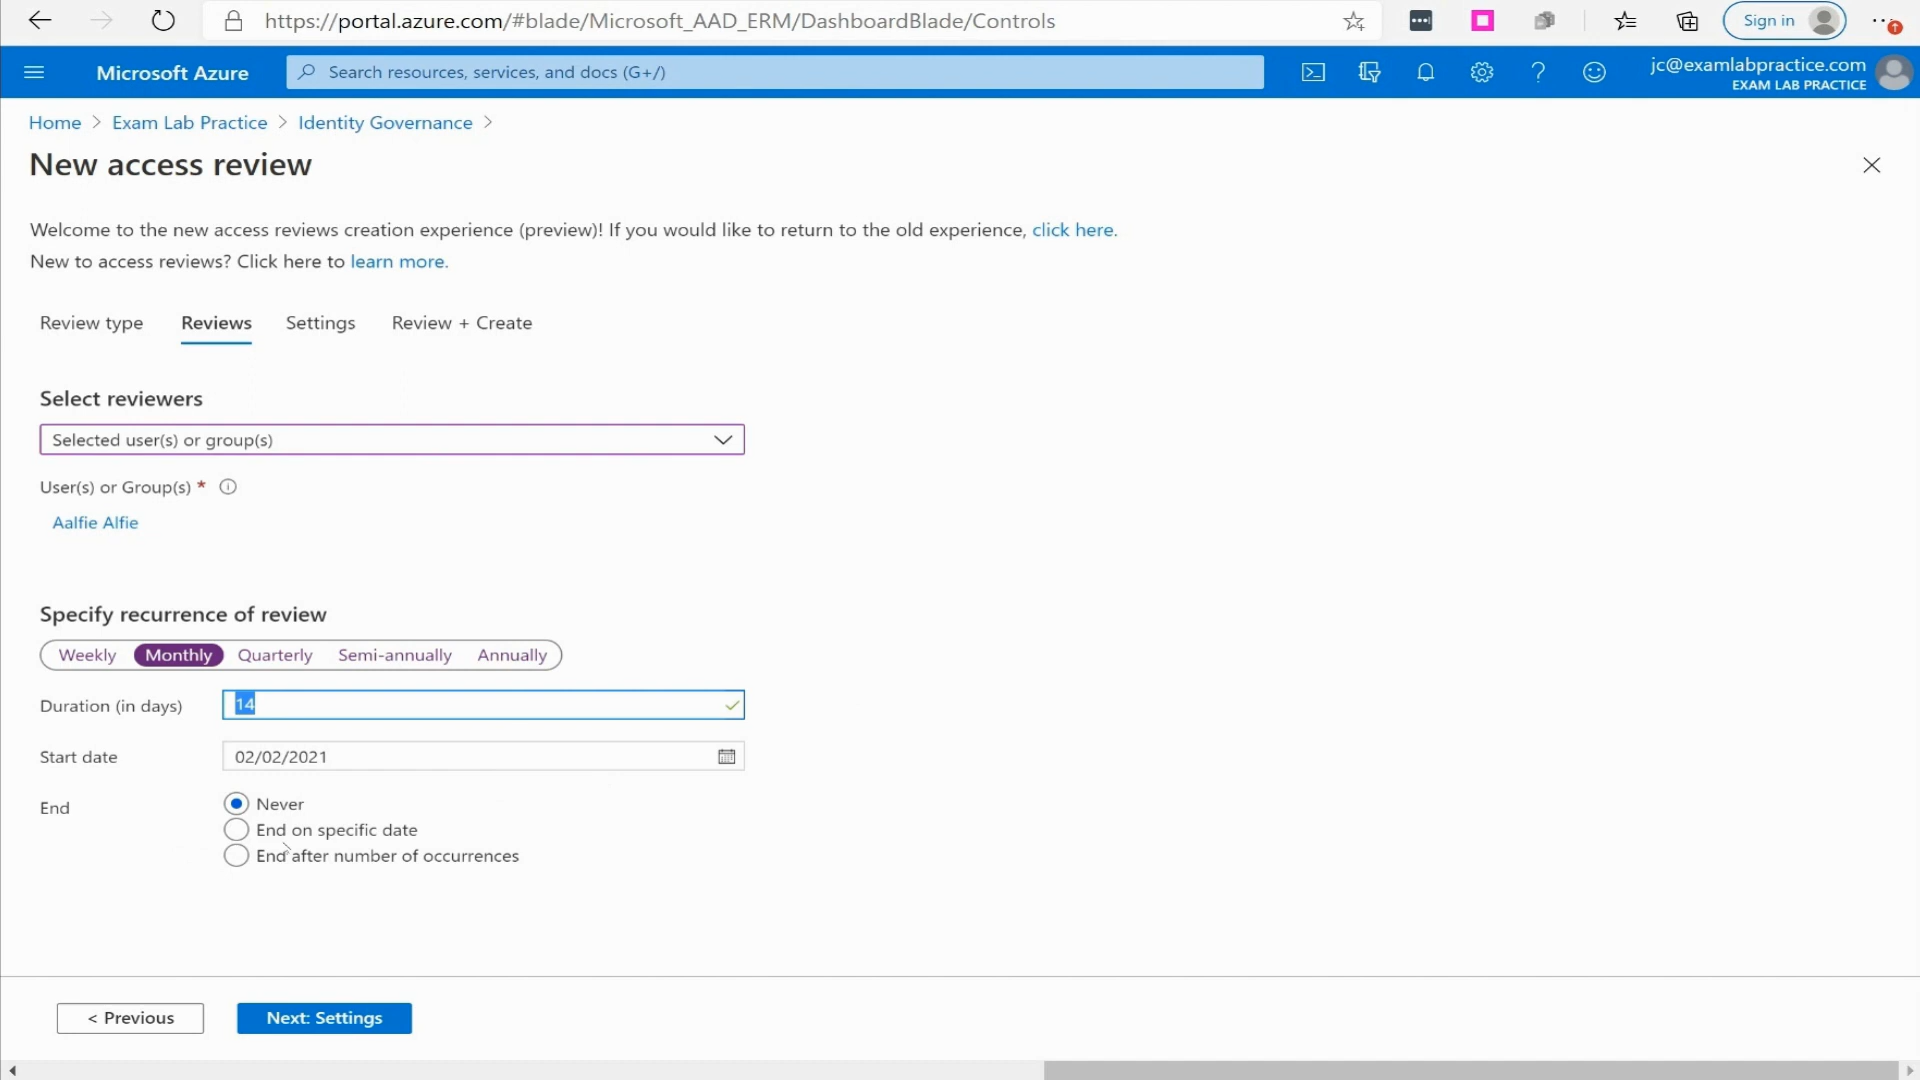 https://portal.azure.com/#blade/Microsoft_AAD_ERM/DashboardBlade/Controls
Sign in
Microsoft Azure
Search resources, services, and docs (G+/)
jc@examlabpractice.com
EXAM LAB PRACTICE
Home > Exam Lab Practice > Identity Governance >
New access review
Welcome to the new access reviews creation experience (preview)! If you would like to return to the old experience, click here.
New to access reviews? Click here to learn more.
Review type Reviews Settings Review + Create
Select reviewers
Selected user(s) or group(s)
User(s) or Group(s) *
Aalfie Alfie
Specify recurrence of review
Weekly Monthly Quarterly Semi-annually Annually
Duration (in days) 14
Start date 02/02/2021
End
Never
End on specific date
End after number of occurrences
< Previous
Next: Settings